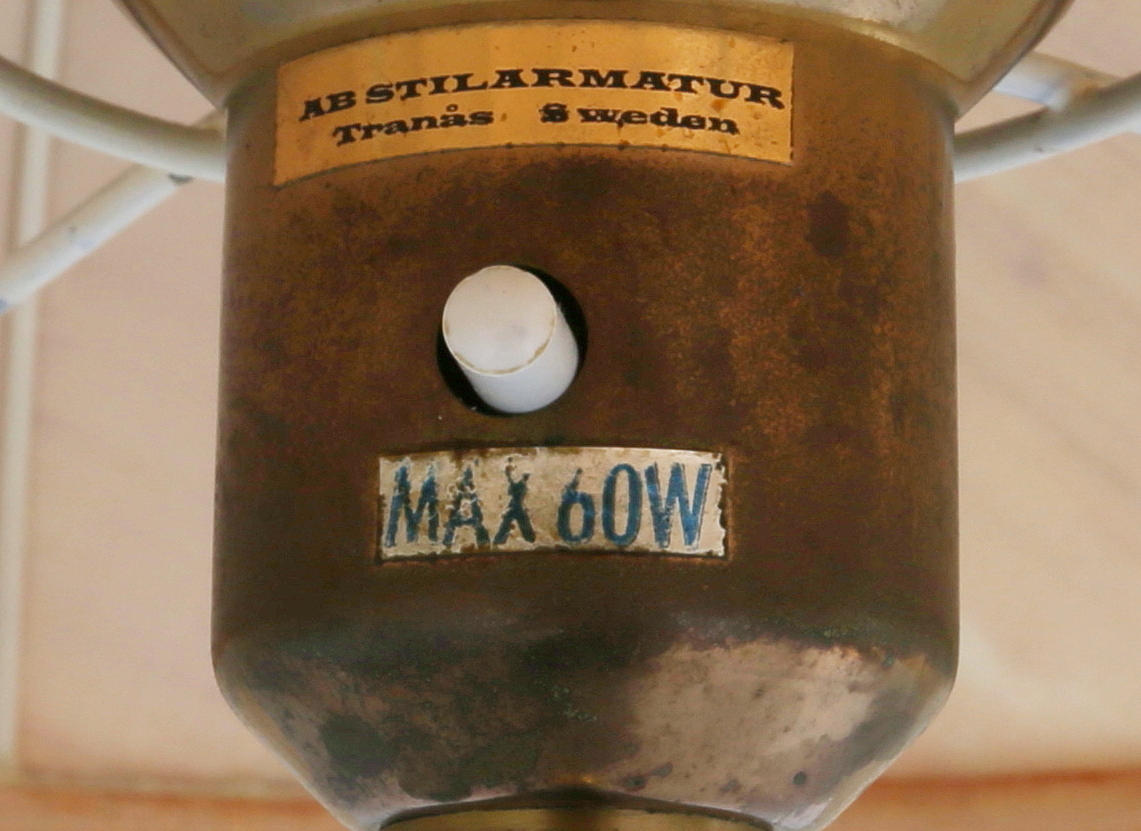 AB STILARMATUR
Tranås Sweden
MAX 60W